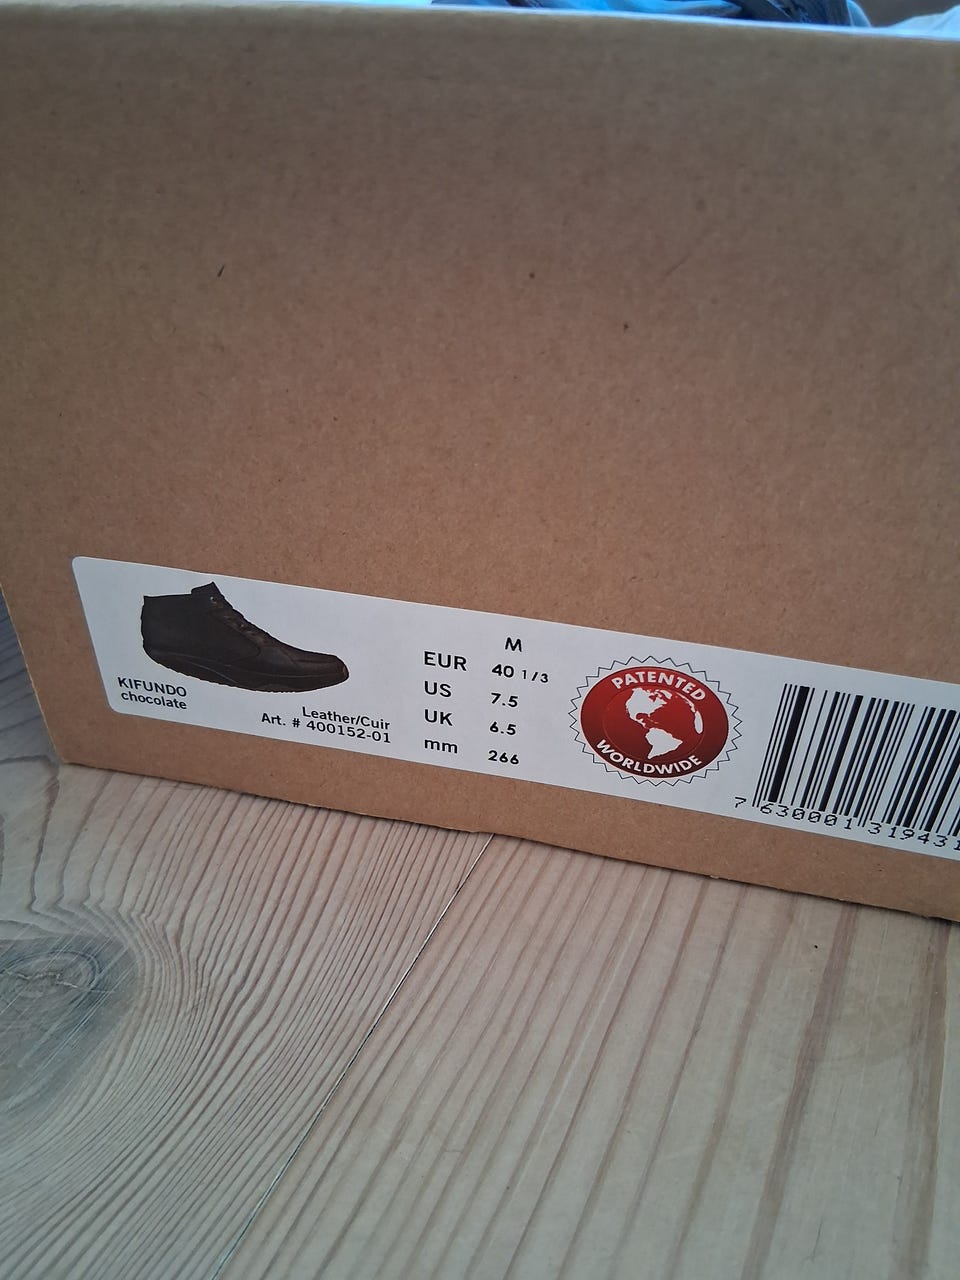 KIFUNDO
chocolate
Leather/Cuir
Art. # 400152-01
M
EUR 40 1/3
US 7.5
UK 6.5
mm 266
PATENTED
WORLDWIDE
7 630001 319431